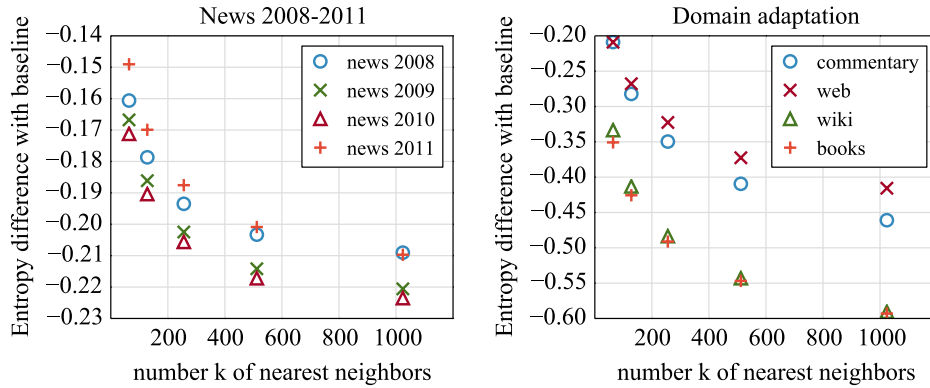 News 2008-2011
Entropy difference with baseline
−0.14
−0.15
−0.16
−0.17
−0.18
−0.19
−0.20
−0.21
−0.22
−0.23
news 2008
news 2009
news 2010
news 2011
200 400 600 800 1000
number k of nearest neighbors
Domain adaptation
Entropy difference with baseline
−0.20
−0.25
−0.30
−0.35
−0.40
−0.45
−0.50
−0.55
−0.60
commentary
web
wiki
books
200 400 600 800 1000
number k of nearest neighbors